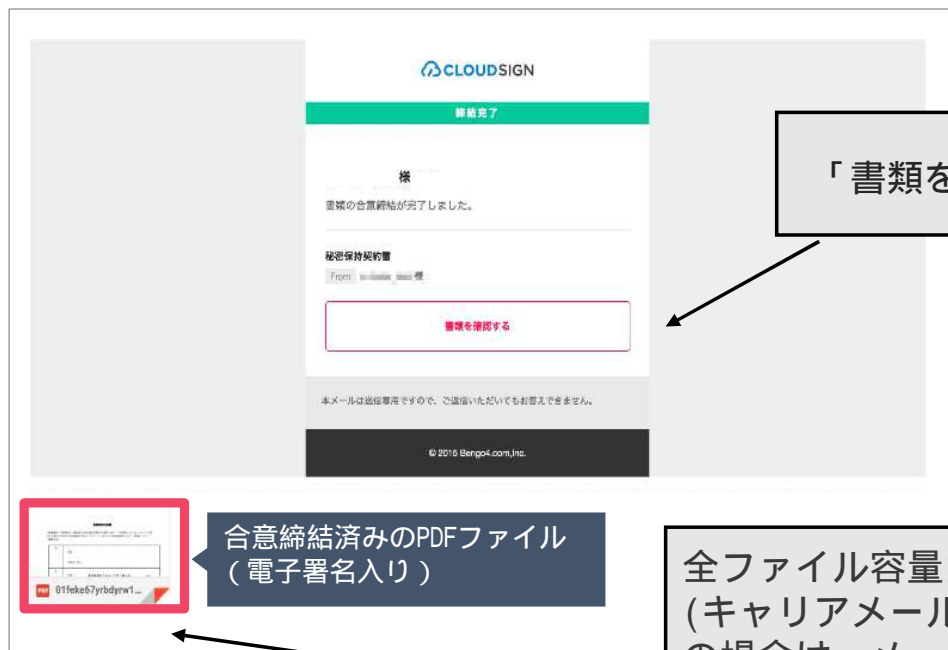 CLOUDSIGN
締結完了
様
書類の合意締結が完了しました。
秘密保持契約書
From 様
書類を確認する
本メールは送信専用ですので、ご返信いただいてもお答えできません。
© 2015 Bengo4.com,Inc.
「書類を
合意締結済みのPDFファイル
（電子署名入り）
PDF 01feke67yrbdyrw1...
全ファイル容量
(キャリアメール